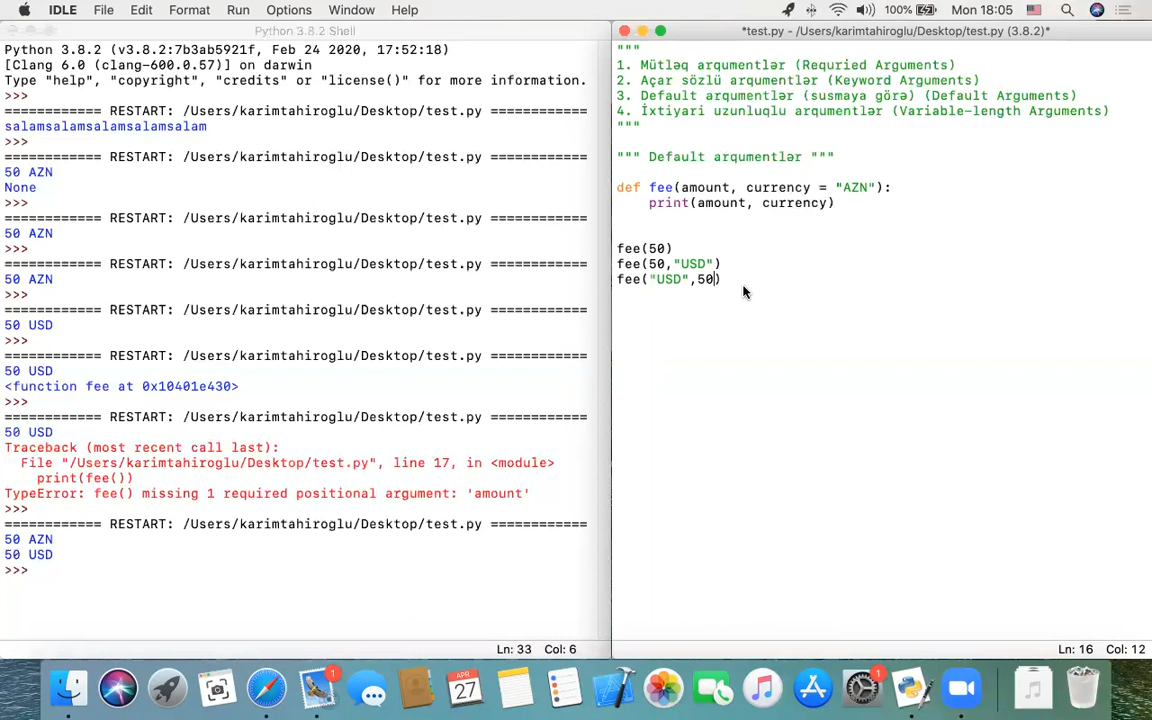 IDLE File Edit Format Run Options Window Help 100% Mon 18:05
Python 3.8.2 Shell
Python 3.8.2 (v3.8.2:7b3ab5921f, Feb 24 2020, 17:52:18)
[Clang 6.0 (clang-600.0.57)] on darwin
Type "help", "copyright", "credits" or "license()" for more information.
>>>
============ RESTART: /Users/karimtahiroglu/Desktop/test.py ============
salamsalamsalamsalamsalam
>>>
============ RESTART: /Users/karimtahiroglu/Desktop/test.py ============
50 AZN
None
>>>
============ RESTART: /Users/karimtahiroglu/Desktop/test.py ============
50 AZN
>>>
============ RESTART: /Users/karimtahiroglu/Desktop/test.py ============
50 AZN
>>>
============ RESTART: /Users/karimtahiroglu/Desktop/test.py ============
50 USD
>>>
============ RESTART: /Users/karimtahiroglu/Desktop/test.py ============
50 USD
<function fee at 0x10401e430>
>>>
============ RESTART: /Users/karimtahiroglu/Desktop/test.py ============
50 USD
Traceback (most recent call last):
  File "/Users/karimtahiroglu/Desktop/test.py", line 17, in <module>
    print(fee())
TypeError: fee() missing 1 required positional argument: 'amount'
>>>
============ RESTART: /Users/karimtahiroglu/Desktop/test.py ============
50 AZN
50 USD
>>>
Ln: 33 Col: 6
*test.py - /Users/karimtahiroglu/Desktop/test.py (3.8.2)*
"""
1. Mütləq arqumentlər (Requried Arguments)
2. Açar sözlü arqumentlər (Keyword Arguments)
3. Default arqumentlər (susmaya görə) (Default Arguments)
4. İxtiyari uzunluqlu arqumentlər (Variable-length Arguments)
"""
""" Default arqumentlər """
def fee(amount, currency = "AZN"):
    print(amount, currency)
fee(50)
fee(50,"USD")
fee("USD",50)
Ln: 16 Col: 12
1
APR
27
1